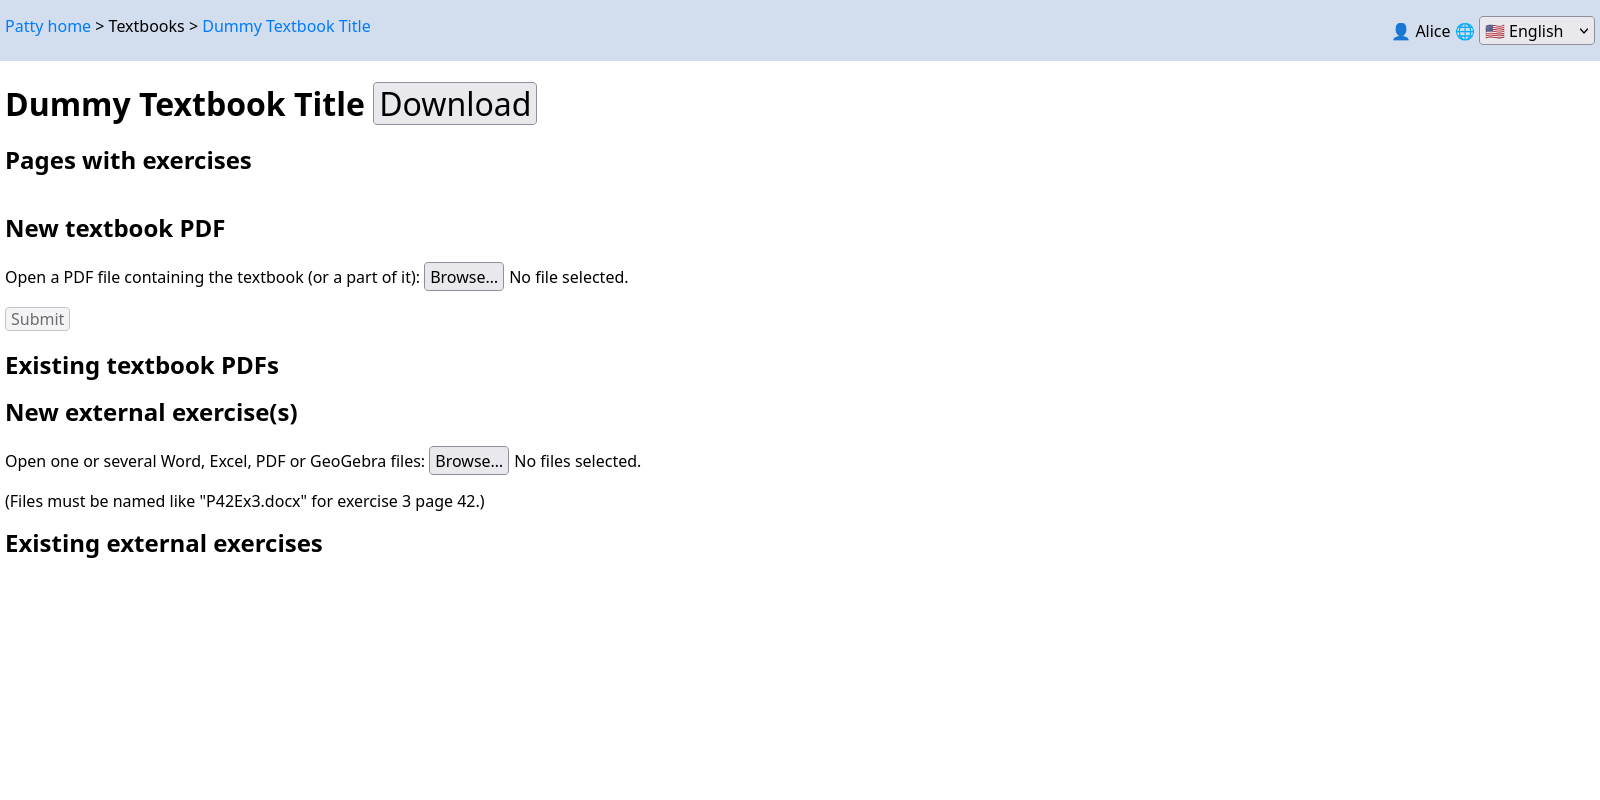 Patty home > Textbooks > Dummy Textbook Title
👤 Alice 🌐 🇺🇸 English
Dummy Textbook Title Download
Pages with exercises
New textbook PDF
Open a PDF file containing the textbook (or a part of it): Browse... No file selected.
Submit
Existing textbook PDFs
New external exercise(s)
Open one or several Word, Excel, PDF or GeoGebra files: Browse... No files selected.
(Files must be named like "P42Ex3.docx" for exercise 3 page 42.)
Existing external exercises